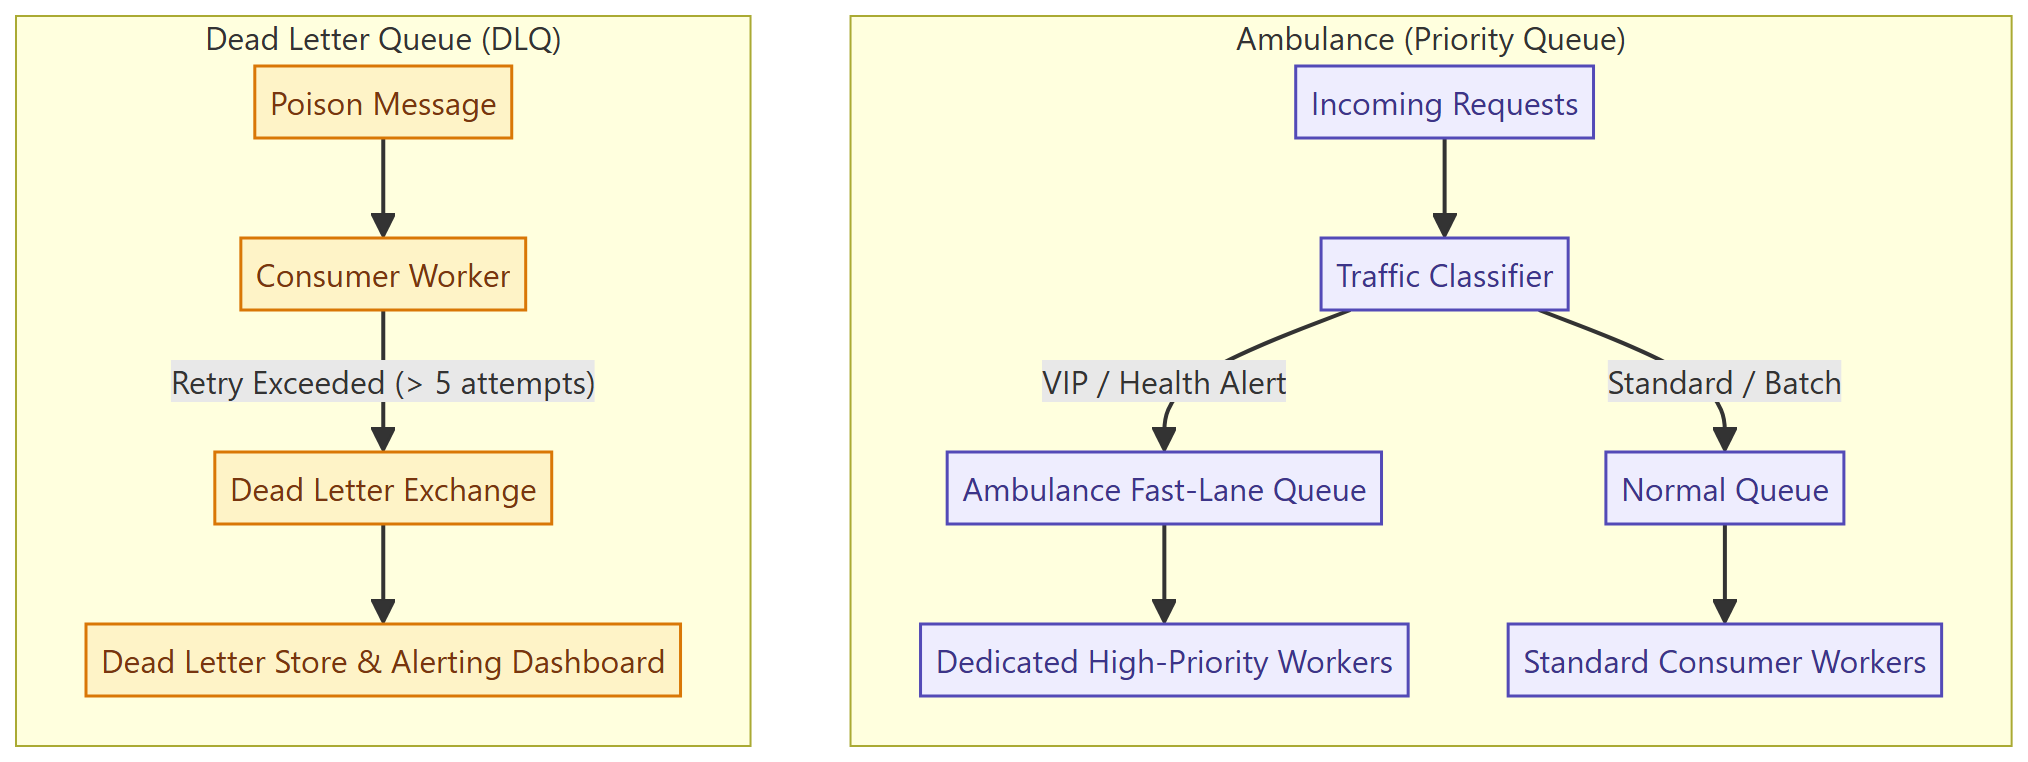 Dead Letter Queue (DLQ)
Poison Message
Consumer Worker
Retry Exceeded (> 5 attempts)
Dead Letter Exchange
Dead Letter Store & Alerting Dashboard
Ambulance (Priority Queue)
Incoming Requests
Traffic Classifier
VIP / Health Alert
Standard / Batch
Ambulance Fast-Lane Queue
Normal Queue
Dedicated High-Priority Workers
Standard Consumer Workers